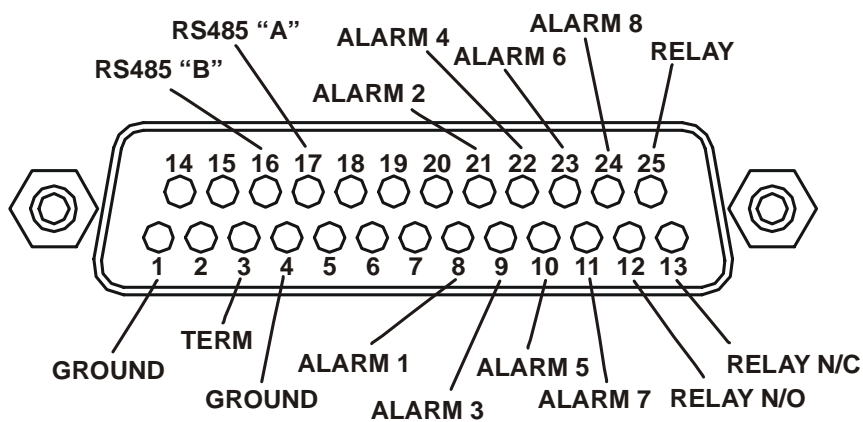 RS485 “A”
ALARM 8
ALARM 4
RS485 “B”
ALARM 6
RELAY
ALARM 2
14 15 16 17 18 19 20 21 22 23 24 25
1 2 3 4 5 6 7 8 9 10 11 12 13
TERM
GROUND
ALARM 1
ALARM 5
RELAY N/C
GROUND
ALARM 3
ALARM 7
RELAY N/O